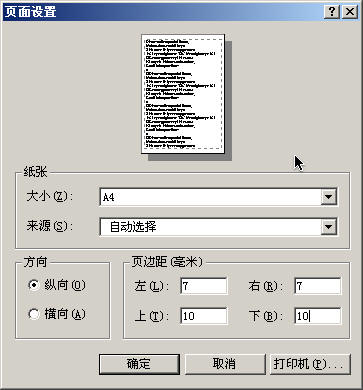 页面设置
纸张
大小(Z): A4
来源(S): 自动选择
方向
纵向(O)
横向(A)
页边距(毫米)
左(L): 7 右(R): 7
上(T): 10 下(B): 10
确定 取消 打印机(P)...